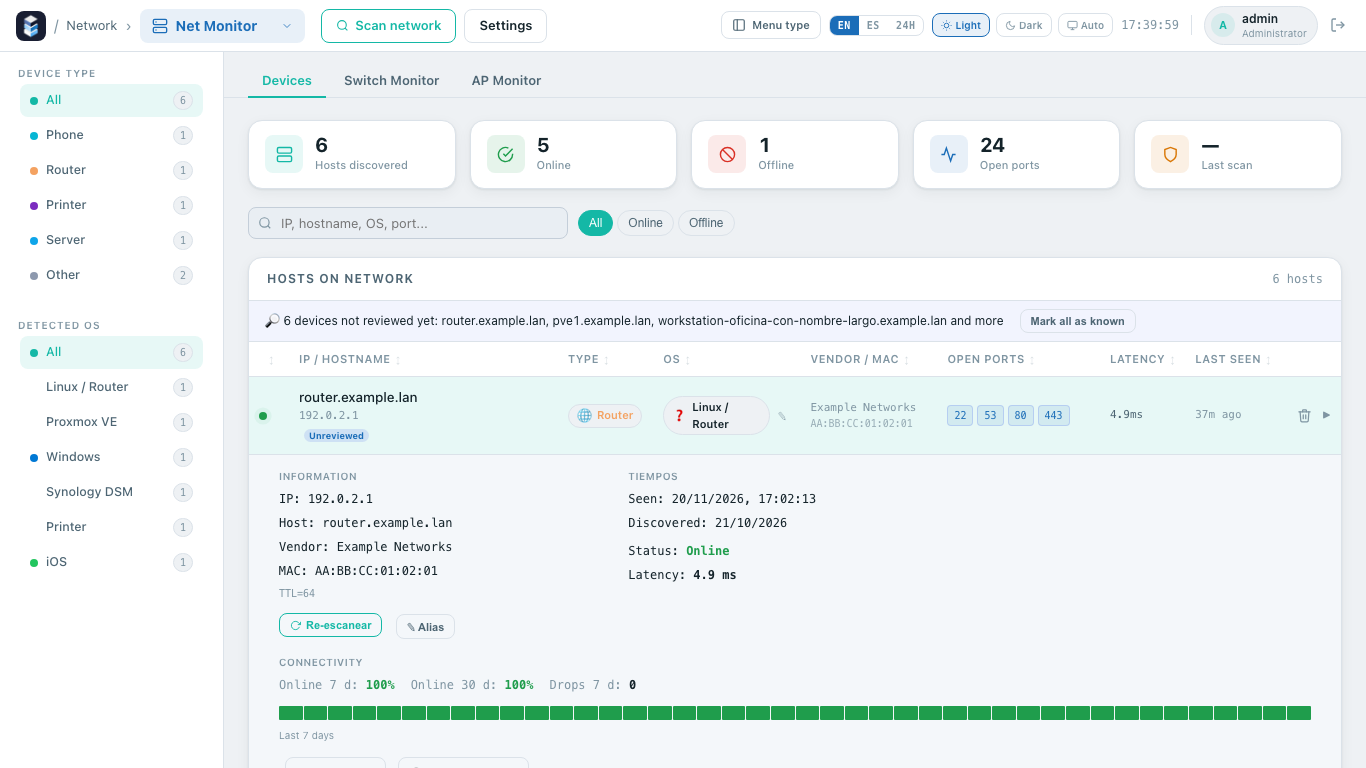 / Network › Net Monitor
Scan network
Settings
Menu type
EN ES 24H
Light
Dark
Auto
17:39:59
A
admin
Administrator
DEVICE TYPE
All 6
Phone 1
Router 1
Printer 1
Server 1
Other 2
DETECTED OS
All 6
Linux / Router 1
Proxmox VE 1
Windows 1
Synology DSM 1
Printer 1
iOS 1
Devices Switch Monitor AP Monitor
6
Hosts discovered
5
Online
1
Offline
24
Open ports
—
Last scan
IP, hostname, OS, port...
All Online Offline
HOSTS ON NETWORK 6 hosts
6 devices not reviewed yet: router.example.lan, pve1.example.lan, workstation-oficina-con-nombre-largo.example.lan and more Mark all as known
IP / HOSTNAME TYPE OS VENDOR / MAC OPEN PORTS LATENCY LAST SEEN
router.example.lan
192.0.2.1
Unreviewed
Router
Linux /
Router
Example Networks
AA:BB:CC:01:02:01
22 53 80 443
4.9ms
37m ago
INFORMATION
IP: 192.0.2.1
Host: router.example.lan
Vendor: Example Networks
MAC: AA:BB:CC:01:02:01
TTL=64
TIEMPOS
Seen: 20/11/2026, 17:02:13
Discovered: 21/10/2026
Status: Online
Latency: 4.9 ms
Re-escanear
Alias
CONNECTIVITY
Online 7 d: 100% Online 30 d: 100% Drops 7 d: 0
Last 7 days